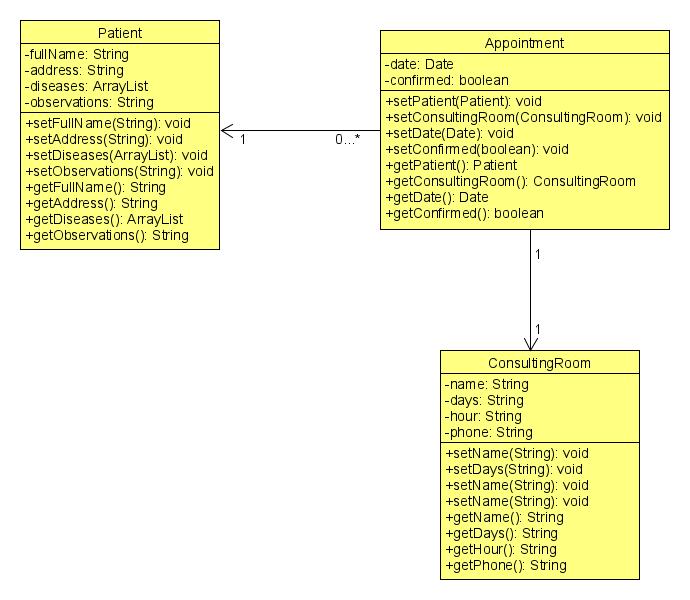 Patient
-fullName: String
-address: String
-diseases: ArrayList
-observations: String
+setFullName(String): void
+setAddress(String): void
+setDiseases(ArrayList): void
+setObservations(String): void
+getFullName(): String
+getAddress(): String
+getDiseases(): ArrayList
+getObservations(): String
1
0...*
Appointment
-date: Date
-confirmed: boolean
+setPatient(Patient): void
+setConsultingRoom(ConsultingRoom): void
+setDate(Date): void
+setConfirmed(boolean): void
+getPatient(): Patient
+getConsultingRoom(): ConsultingRoom
+getDate(): Date
+getConfirmed(): boolean
1
1
ConsultingRoom
-name: String
-days: String
-hour: String
-phone: String
+setName(String): void
+setDays(String): void
+setName(String): void
+setName(String): void
+getName(): String
+getDays(): String
+getHour(): String
+getPhone(): String